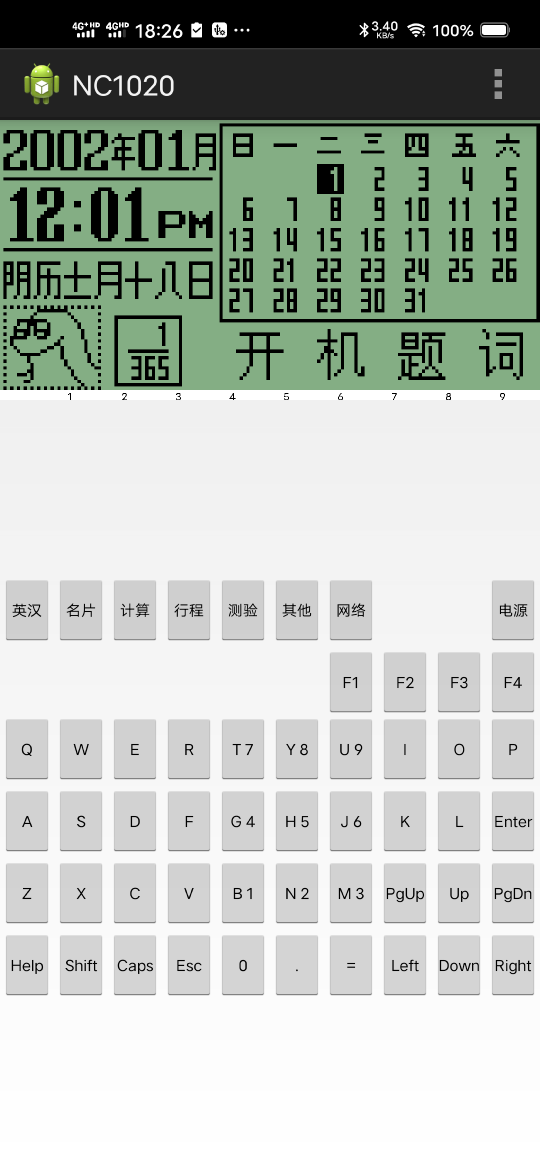 4G+HD 4GHD 18:26 3.40 KB/s 100%
NC1020
2002年01月
12:01 PM
阴历十一月十八日
1
365
日 一 二 三 四 五 六
1 2 3 4 5
6 7 8 9 10 11 12
13 14 15 16 17 18 19
20 21 22 23 24 25 26
27 28 29 30 31
开机题词
1 2 3 4 5 6 7 8 9
英汉 名片 计算 行程 测验 其他 网络 电源
F1 F2 F3 F4
Q W E R T 7 Y 8 U 9 I O P
A S D F G 4 H 5 J 6 K L Enter
Z X C V B 1 N 2 M 3 PgUp Up PgDn
Help Shift Caps Esc 0 . = Left Down Right